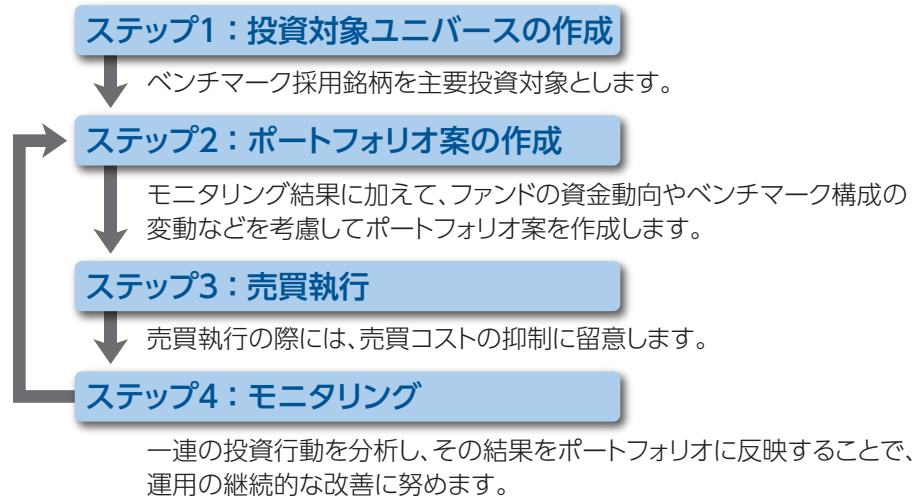 ステップ1：投資対象ユニバースの作成
ベンチマーク採用銘柄を主要投資対象とします。
ステップ2：ポートフォリオ案の作成
モニタリング結果に加えて、ファンドの資金動向やベンチマーク構成の
変動などを考慮してポートフォリオ案を作成します。
ステップ3：売買執行
売買執行の際には、売買コストの抑制に留意します。
ステップ4：モニタリング
一連の投資行動を分析し、その結果をポートフォリオに反映することで、
運用の継続的な改善に努めます。